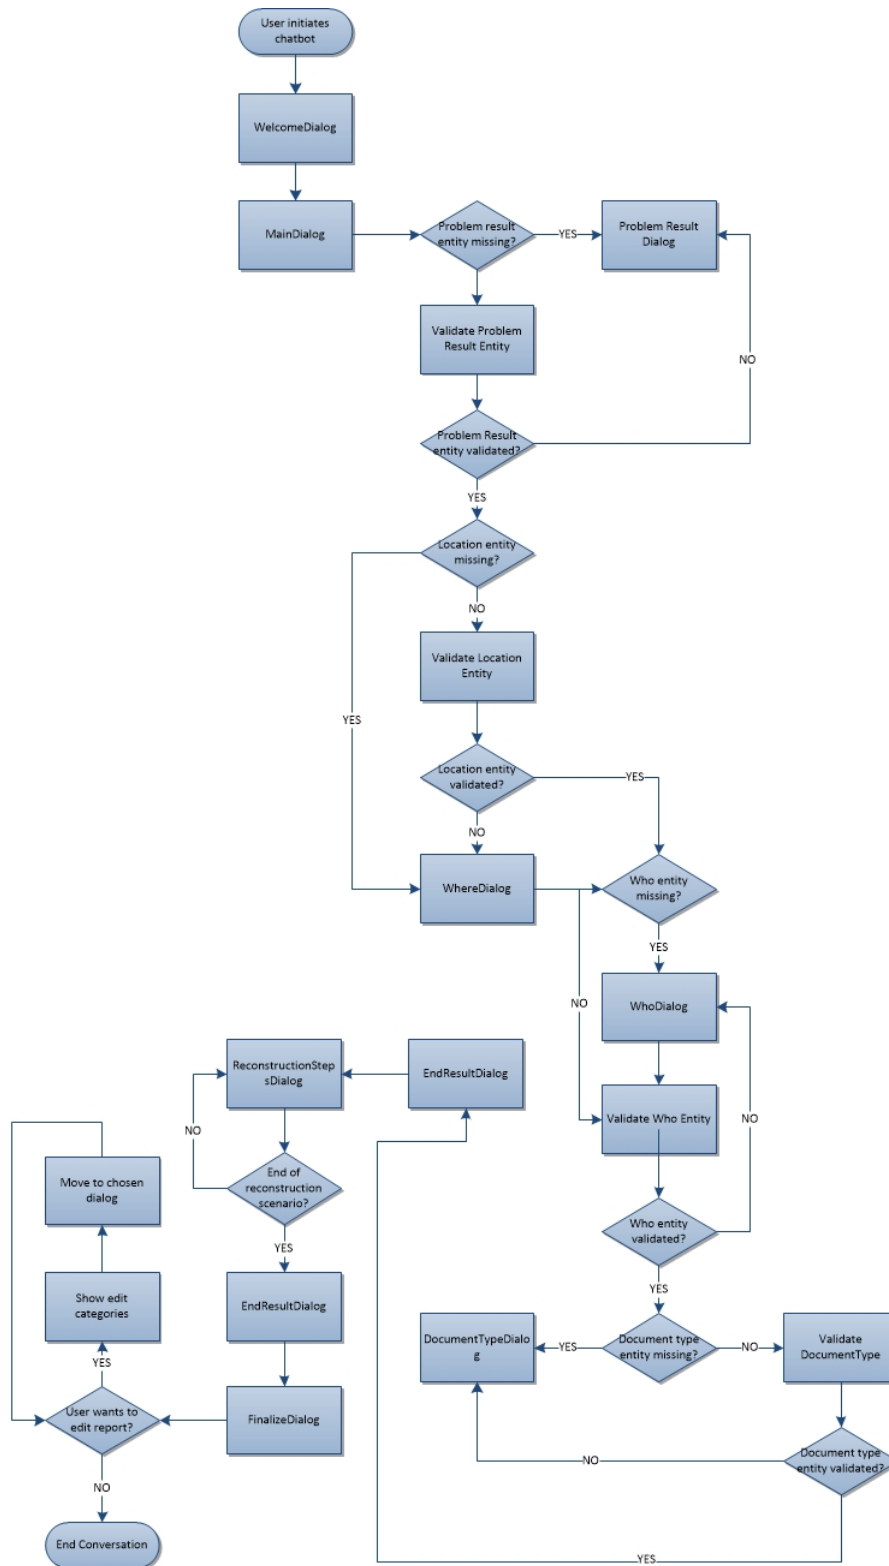 User initiates
chatbot
WelcomeDialog
MainDialog
Problem result
entity missing?
YES
Problem Result
Dialog
Validate Problem
Result Entity
NO
Problem Result
entity validated?
YES
Location entity
missing?
NO
Validate Location
Entity
YES
Location entity
validated?
YES
NO
WhereDialog
Who entity
missing?
YES
NO
WhoDialog
ReconstructionStep
sDialog
EndResultDialog
Validate Who Entity
NO
NO
Move to chosen
dialog
End of
reconstruction
scenario?
Who entity
validated?
YES
YES
Show edit
categories
EndResultDialog
DocumentTypeDialo
g
YES
Document type
entity missing?
NO
Validate
DocumentType
YES
User wants to
edit report?
FinalizeDialog
NO
Document type
entity validated?
NO
End Conversation
YES